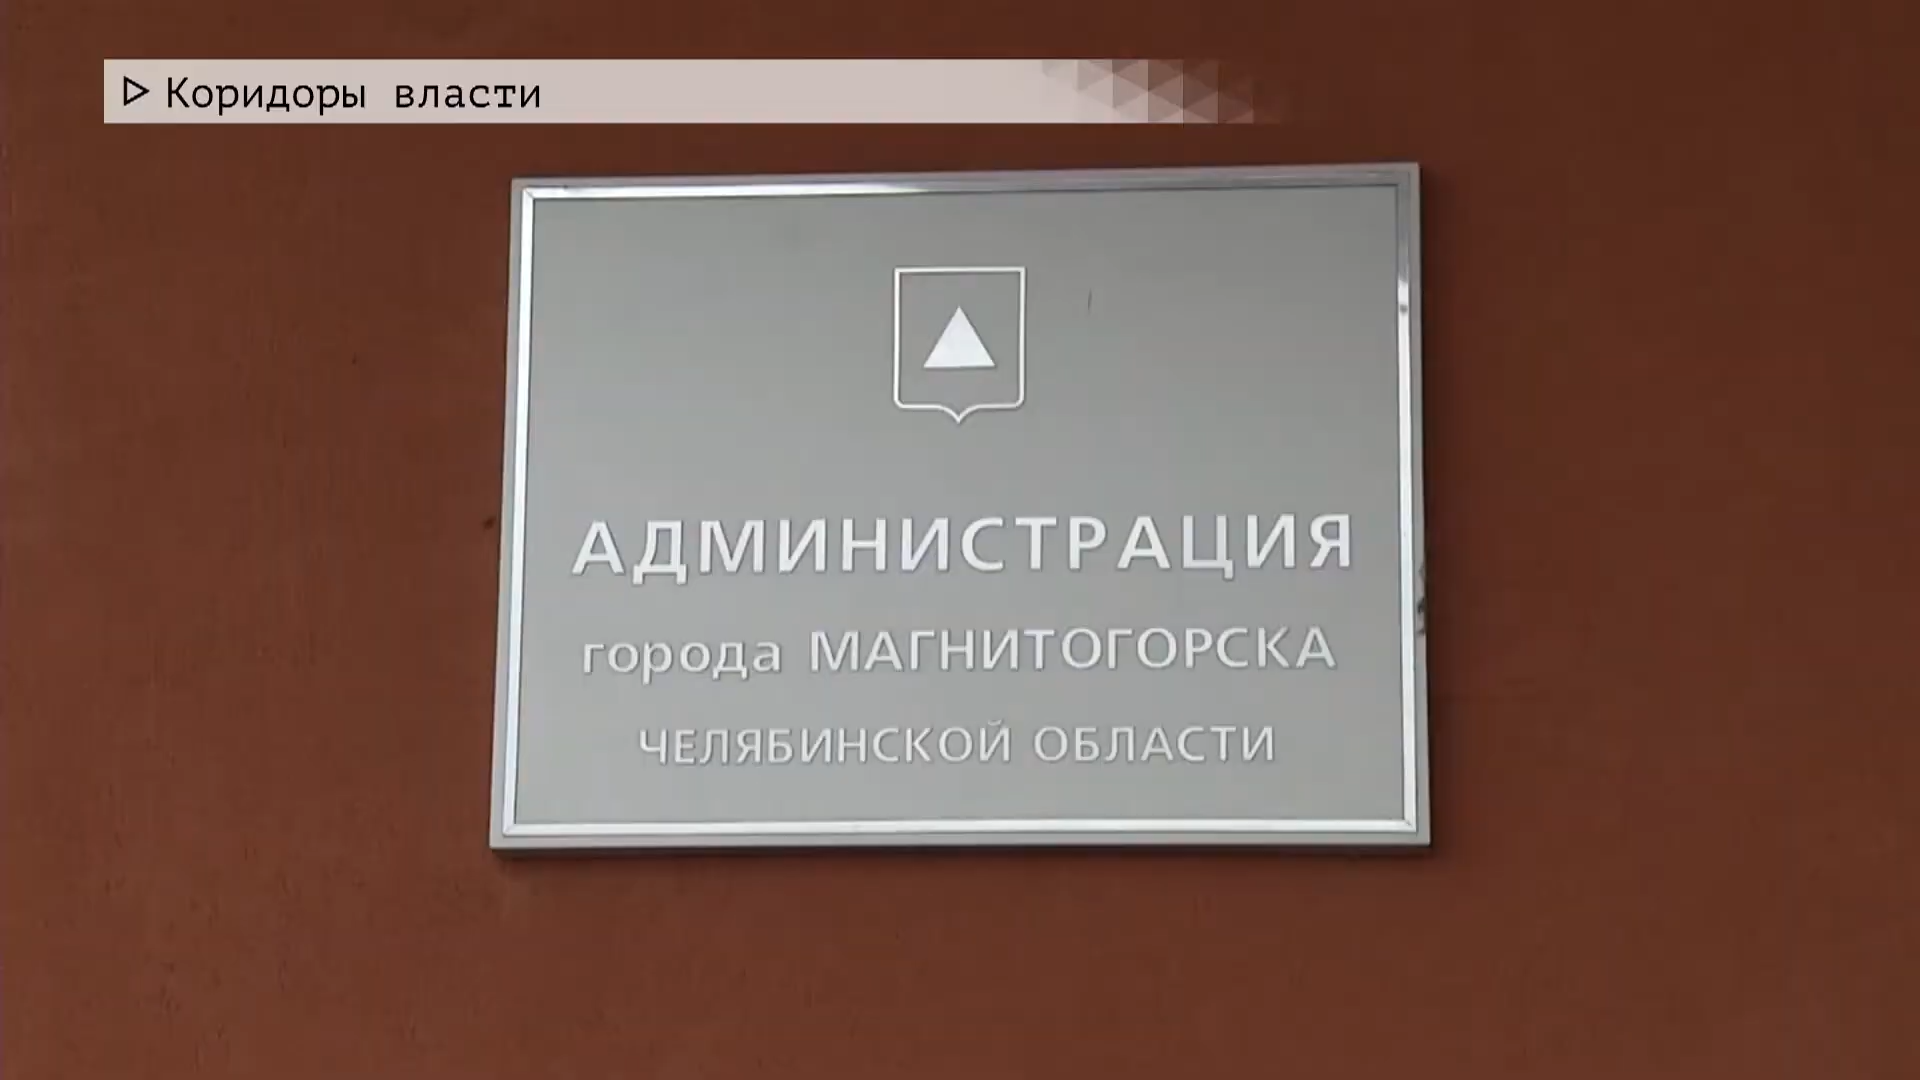 Коридоры власти
АДМИНИСТРАЦИЯ
города МАГНИТОГОРСКА
ЧЕЛЯБИНСКОЙ ОБЛАСТИ